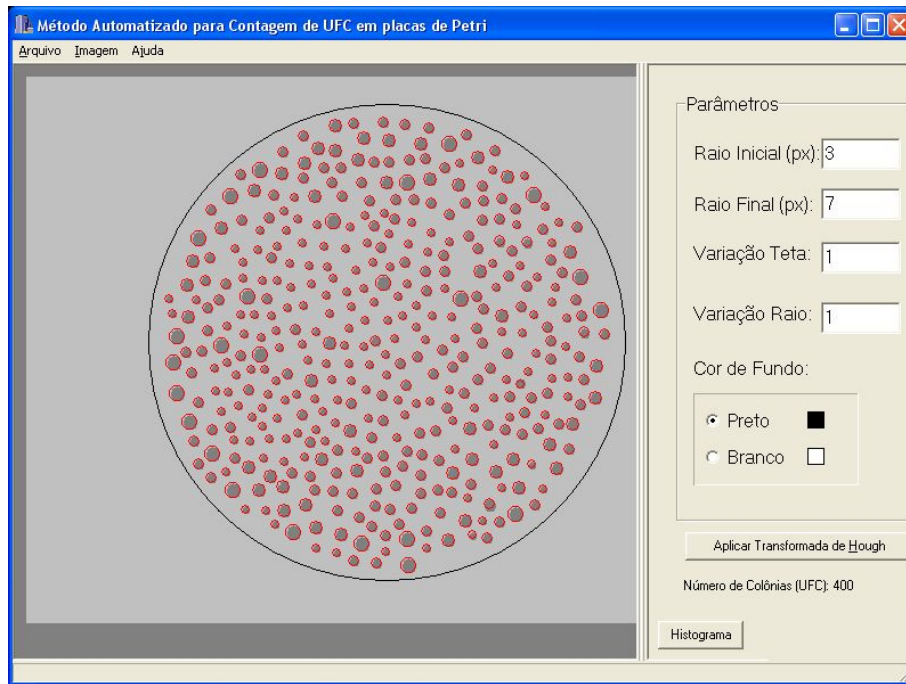 Método Automatizado para Contagem de UFC em placas de Petri
Arquivo Imagem Ajuda
Parâmetros
Raio Inicial (px): 3
Raio Final (px): 7
Variação Teta: 1
Variação Raio: 1
Cor de Fundo:
Preto
Branco
Aplicar Transformada de Hough
Número de Colônias (UFC): 400
Histograma